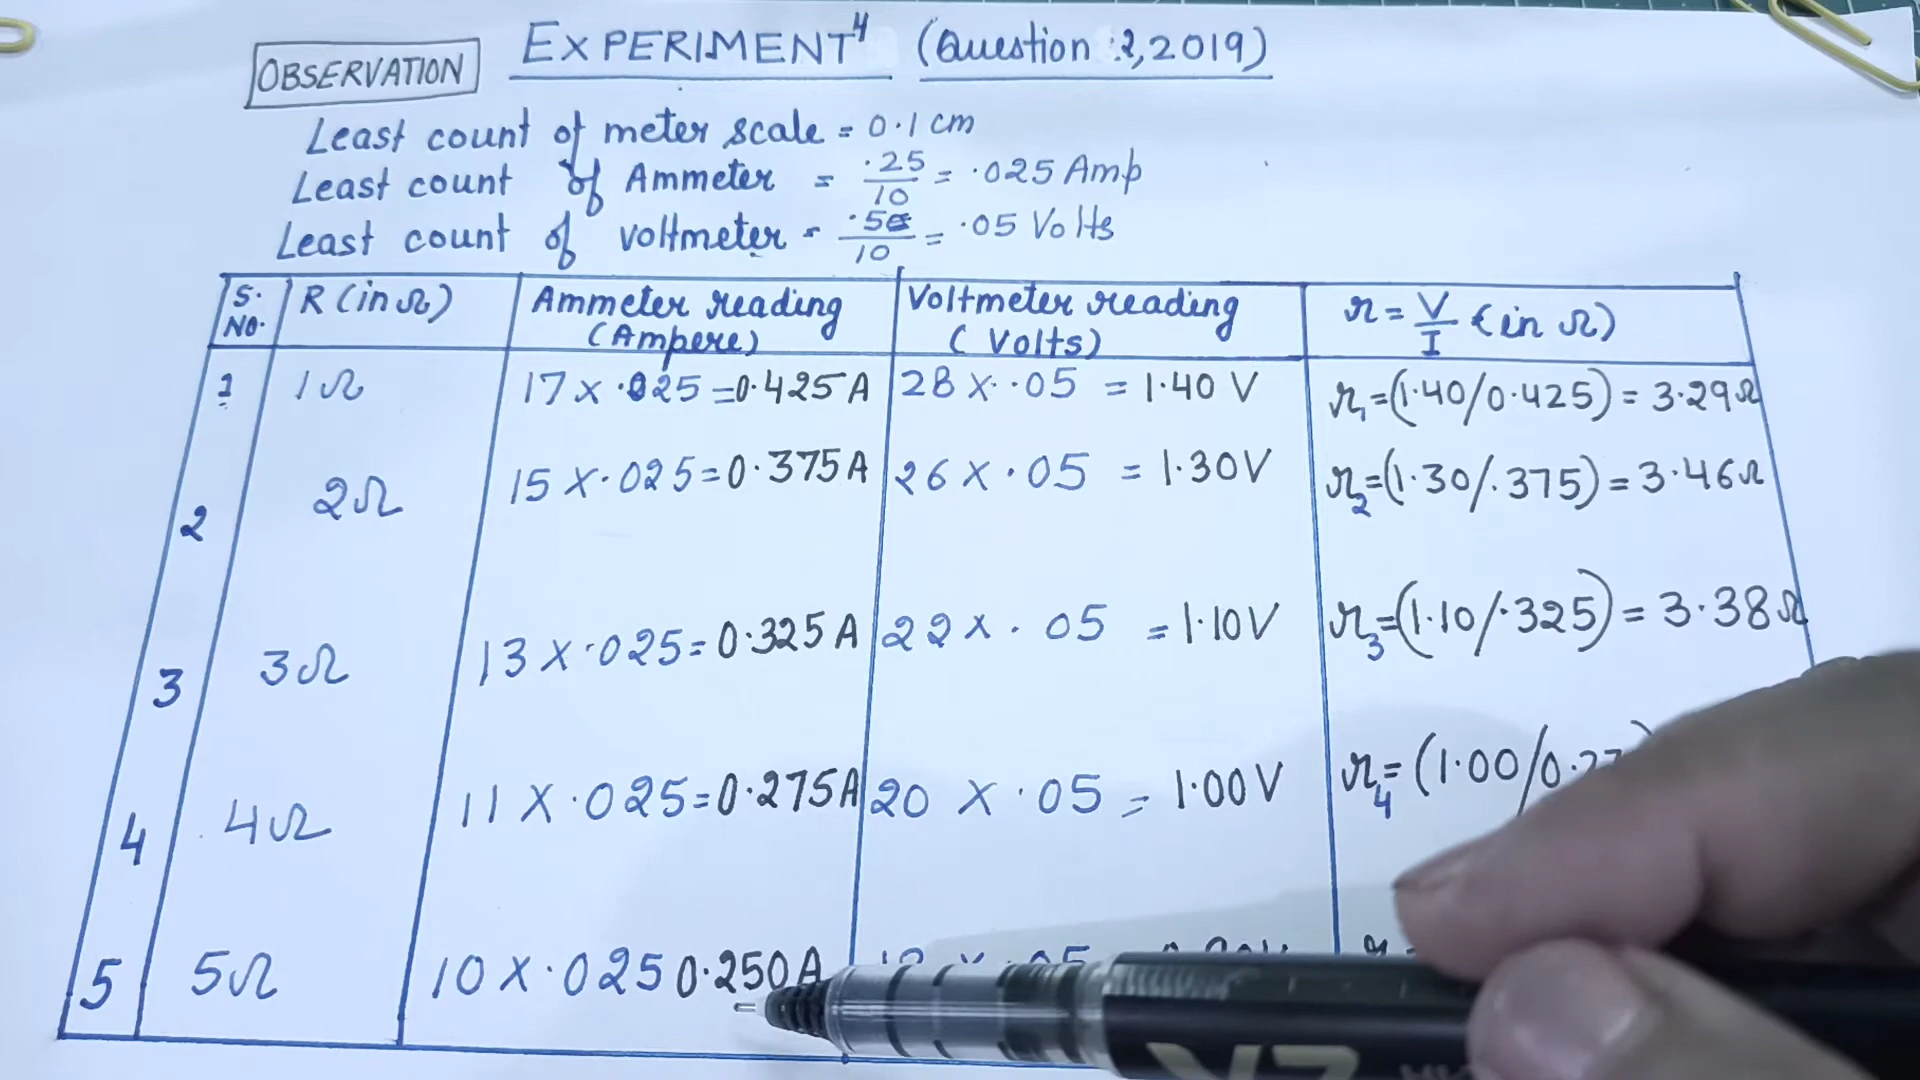 EXPERIMENT 4 (Question :2, 2019)
OBSERVATION
Least count of meter scale = 0.1 cm
Least count of Ammeter = .25/10 = .025 Amp
Least count of voltmeter = .50/10 = .05 Volts
S. No. R (in Ω) Ammeter reading (Ampere) Voltmeter reading (Volts) r = V/I (in Ω)
1 1Ω 17 x .025 = 0.425 A 28 x .05 = 1.40 V r1 = (1.40/0.425) = 3.29Ω
2 2Ω 15 x .025 = 0.375 A 26 x .05 = 1.30V r2 = (1.30/.375) = 3.46Ω
3 3Ω 13 x .025 = 0.325 A 22 x .05 = 1.10V r3 = (1.10/.325) = 3.38Ω
4 4Ω 11 x .025 = 0.275A 20 x .05 = 1.00V r4 = (1.00/0.27
5 5Ω 10 x .025 0.250A